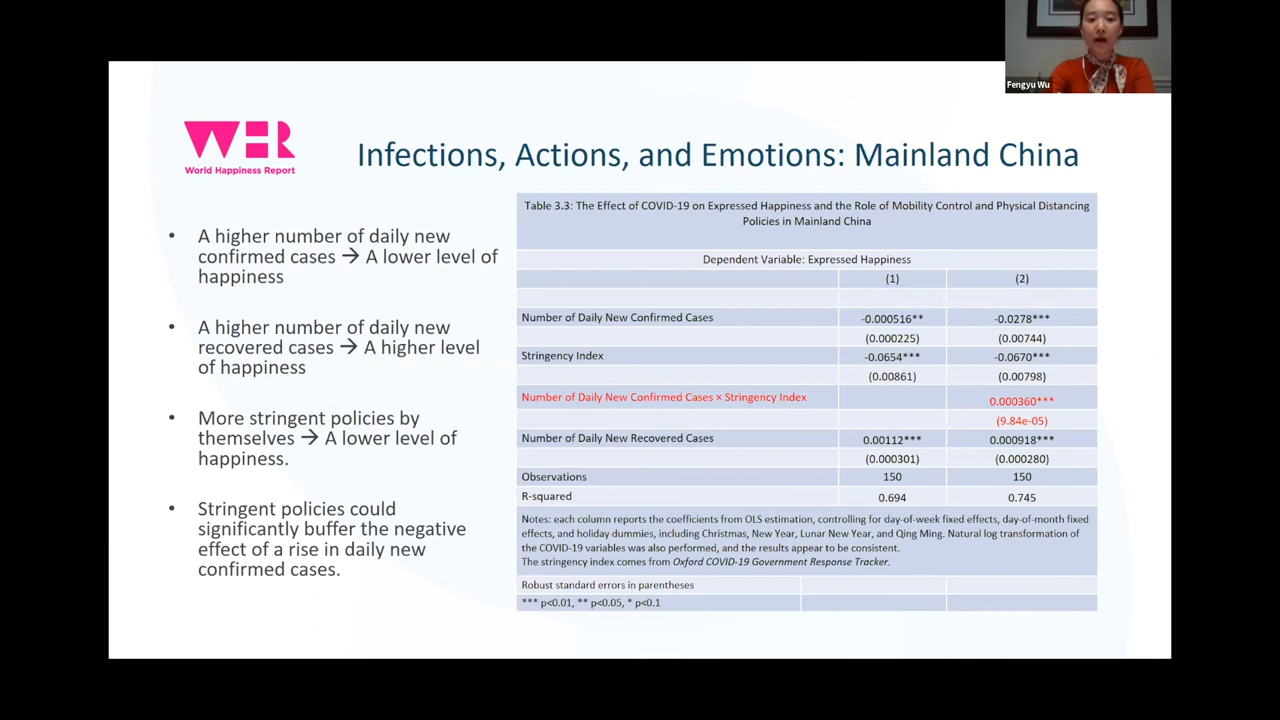 Fengyu Wu
WHR
World Happiness Report
Infections, Actions, and Emotions: Mainland China
• A higher number of daily new
confirmed cases → A lower level of
happiness
• A higher number of daily new
recovered cases → A higher level
of happiness
• More stringent policies by
themselves → A lower level of
happiness.
• Stringent policies could
significantly buffer the negative
effect of a rise in daily new
confirmed cases.
Table 3.3: The Effect of COVID-19 on Expressed Happiness and the Role of Mobility Control and Physical Distancing
Policies in Mainland China
Dependent Variable: Expressed Happiness
(1) (2)
Number of Daily New Confirmed Cases -0.000516** -0.0278***
(0.000225) (0.00744)
Stringency Index -0.0654*** -0.0670***
(0.00861) (0.00798)
Number of Daily New Confirmed Cases × Stringency Index 0.000360***
(9.84e-05)
Number of Daily New Recovered Cases 0.00112*** 0.000918***
(0.000301) (0.000280)
Observations 150 150
R-squared 0.694 0.745
Notes: each column reports the coefficients from OLS estimation, controlling for day-of-week fixed effects, day-of-month fixed
effects, and holiday dummies, including Christmas, New Year, Lunar New Year, and Qing Ming. Natural log transformation of
the COVID-19 variables was also performed, and the results appear to be consistent.
The stringency index comes from Oxford COVID-19 Government Response Tracker.
Robust standard errors in parentheses
*** p<0.01, ** p<0.05, * p<0.1